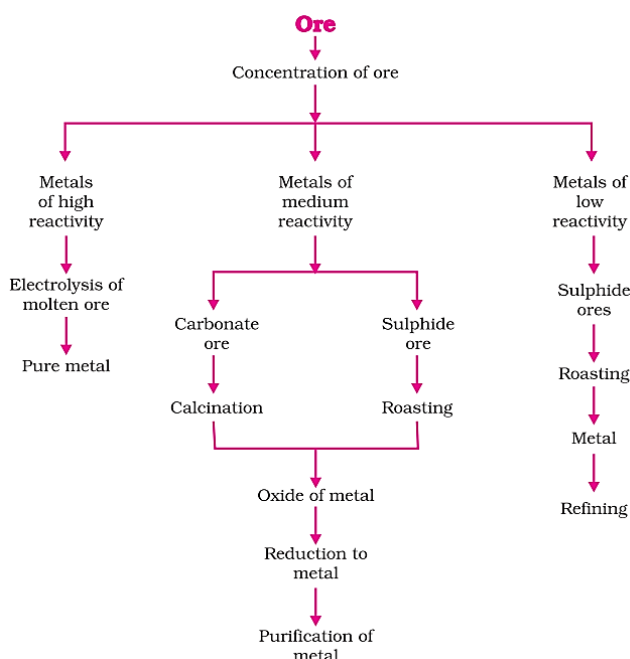 Ore
Concentration of ore
Metals
of high
reactivity
Metals of
medium
reactivity
Metals of
low
reactivity
Electrolysis of
molten ore
Pure metal
Carbonate
ore
Sulphide
ore
Calcination
Roasting
Oxide of metal
Reduction to
metal
Purification of
metal
Sulphide
ores
Roasting
Metal
Refining